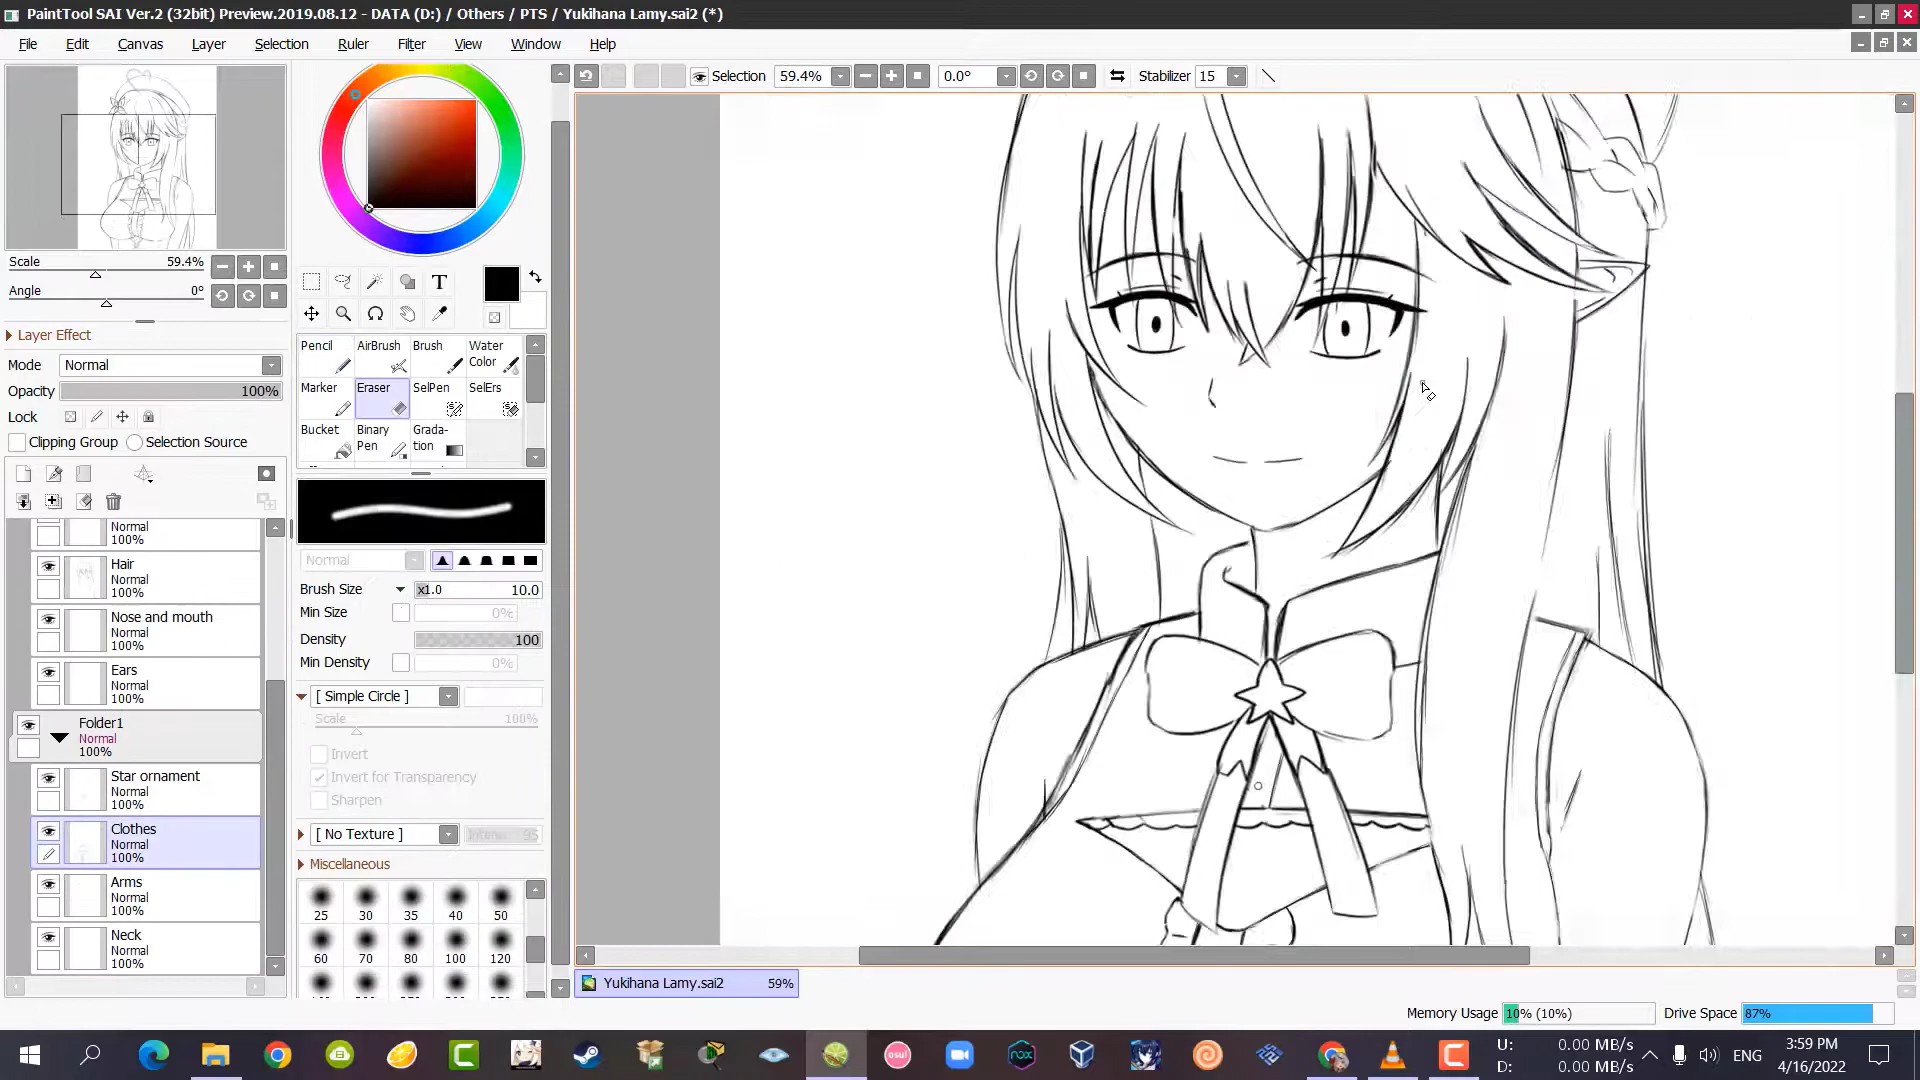 PaintTool SAI Ver.2 (32bit) Preview.2019.08.12 - DATA (D:) / Others / PTS / Yukihana Lamy.sai2 (*)
File Edit Canvas Layer Selection Ruler Filter View Window Help
Selection 59.4% 0.0° Stabilizer 15
Scale 59.4%
Angle 0°
Layer Effect
Mode Normal
Opacity 100%
Lock
Clipping Group Selection Source
Normal
100%
Hair
Normal
100%
Nose and mouth
Normal
100%
Ears
Normal
100%
Folder1
Normal
100%
Star ornament
Normal
100%
Clothes
Normal
100%
Arms
Normal
100%
Neck
Normal
100%
T
Pencil AirBrush Brush Water Color
Marker Eraser SelPen SelErs
Bucket Binary Pen Grada-tion
Normal
Brush Size x1.0 10.0
Min Size 0%
Density 100
Min Density 0%
[ Simple Circle ]
Scale 100%
Invert
Invert for Transparency
Sharpen
[ No Texture ] 95
Miscellaneous
25 30 35 40 50
60 70 80 100 120
Yukihana Lamy.sai2 59%
Memory Usage 10% (10%) Drive Space 87%
osu!
nox
U: 0.00 MB/s
D: 0.00 MB/s
ENG
3:59 PM
4/16/2022